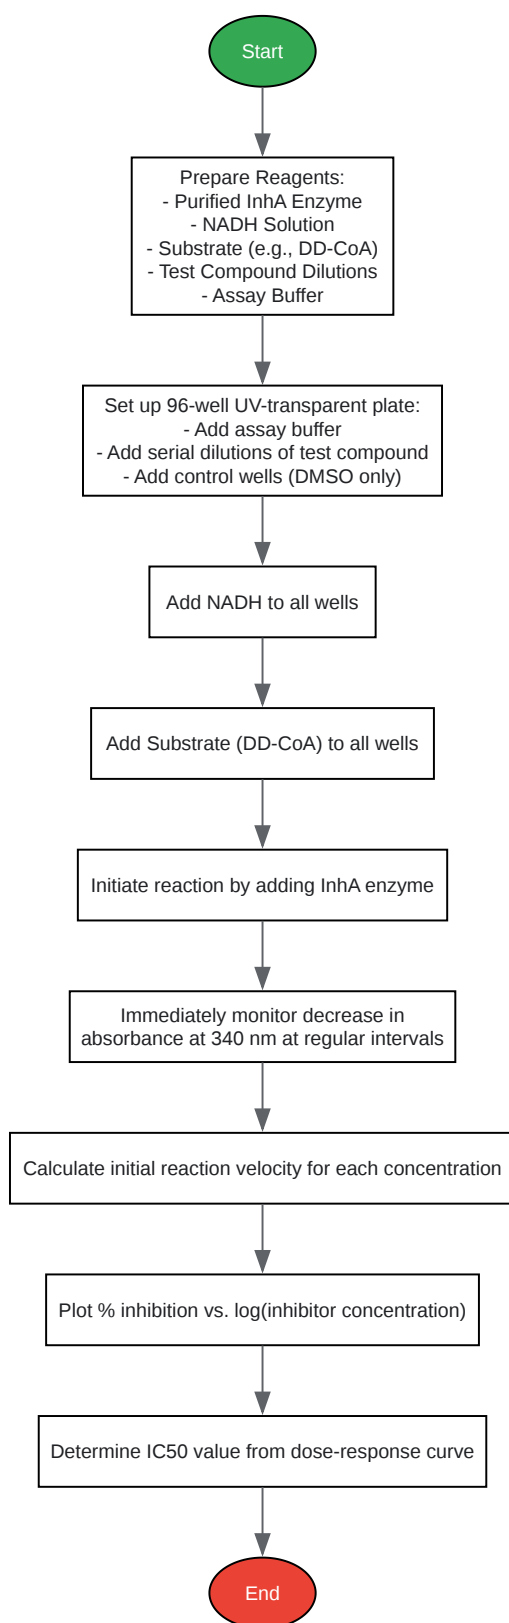 Start
Prepare Reagents:
- Purified InhA Enzyme
- NADH Solution
- Substrate (e.g., DD-CoA)
- Test Compound Dilutions
- Assay Buffer
Set up 96-well UV-transparent plate:
- Add assay buffer
- Add serial dilutions of test compound
- Add control wells (DMSO only)
Add NADH to all wells
Add Substrate (DD-CoA) to all wells
Initiate reaction by adding InhA enzyme
Immediately monitor decrease in
absorbance at 340 nm at regular intervals
Calculate initial reaction velocity for each concentration
Plot % inhibition vs. log(inhibitor concentration)
Determine IC50 value from dose-response curve
End